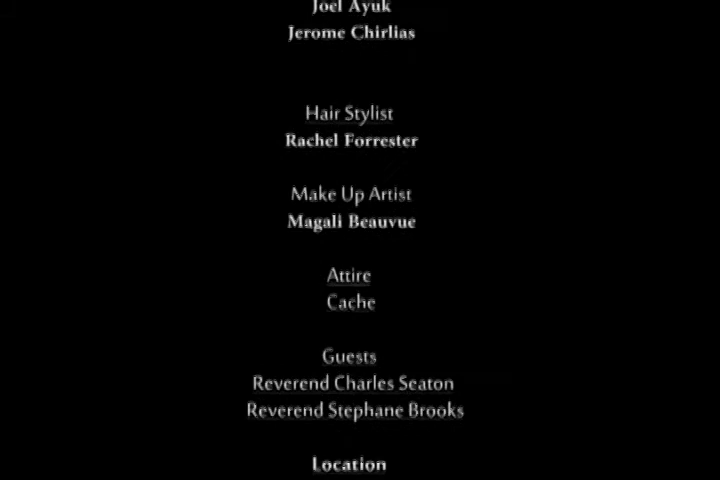 Joel Ayuk
Jerome Chirlias
Hair Stylist
Rachel Forrester
Make Up Artist
Magali Beauvue
Attire
Cache
Guests
Reverend Charles Seaton
Reverend Stephane Brooks
Location